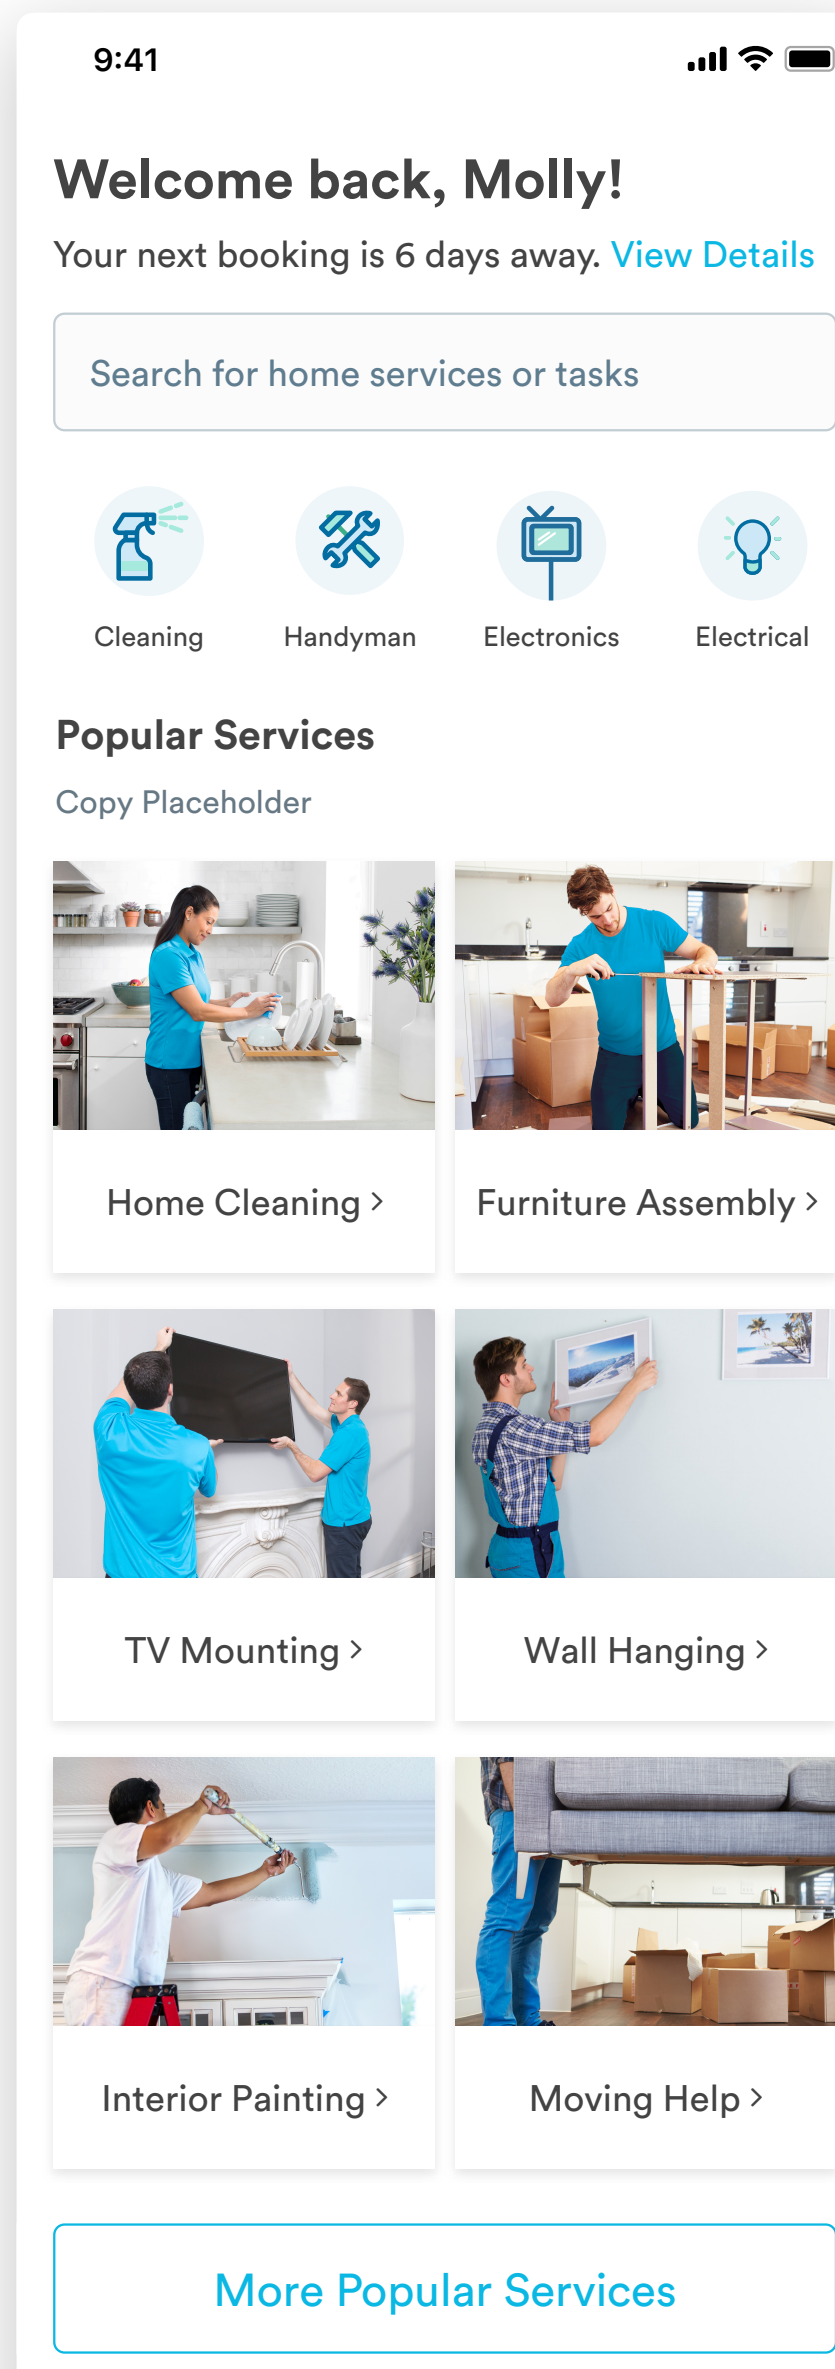 9:41
Welcome back, Molly!
Your next booking is 6 days away. View Details
Search for home services or tasks
Cleaning
Handyman
Electronics
Electrical
Popular Services
Copy Placeholder
Home Cleaning >
Furniture Assembly >
TV Mounting >
Wall Hanging >
Interior Painting >
Moving Help >
More Popular Services